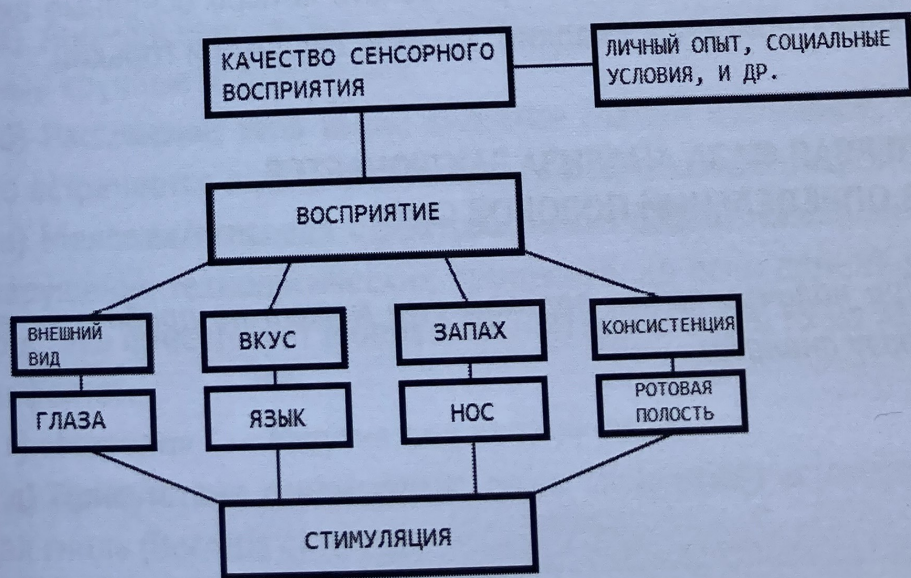 КАЧЕСТВО СЕНСОРНОГО
ВОСПРИЯТИЯ
ЛИЧНЫЙ ОПЫТ, СОЦИАЛЬНЫЕ
УСЛОВИЯ, И ДР.
ВОСПРИЯТИЕ
ВНЕШНИЙ
ВИД
ВКУС
ЗАПАХ
КОНСИСТЕНЦИЯ
ГЛАЗА
ЯЗЫК
НОС
РОТОВАЯ
ПОЛОСТЬ
СТИМУЛЯЦИЯ